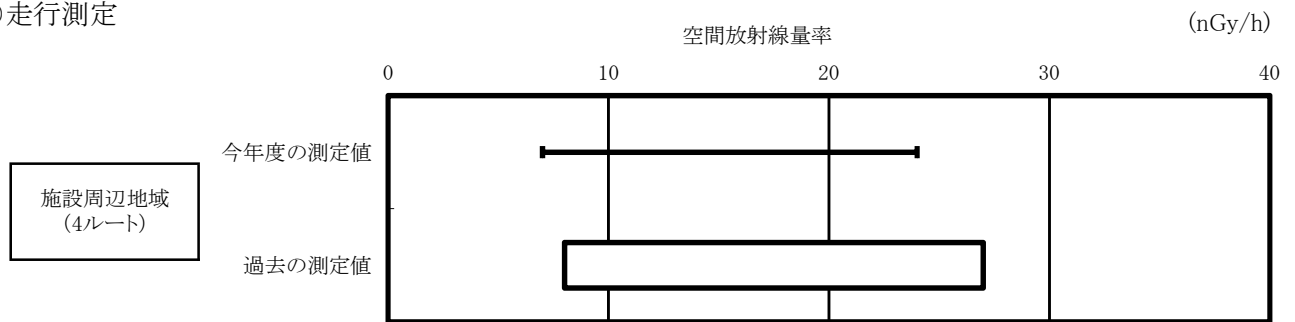 走行測定
(nGy/h)
空間放射線量率
0 10 20 30 40
今年度の測定値
施設周辺地域
(4ルート)
過去の測定値